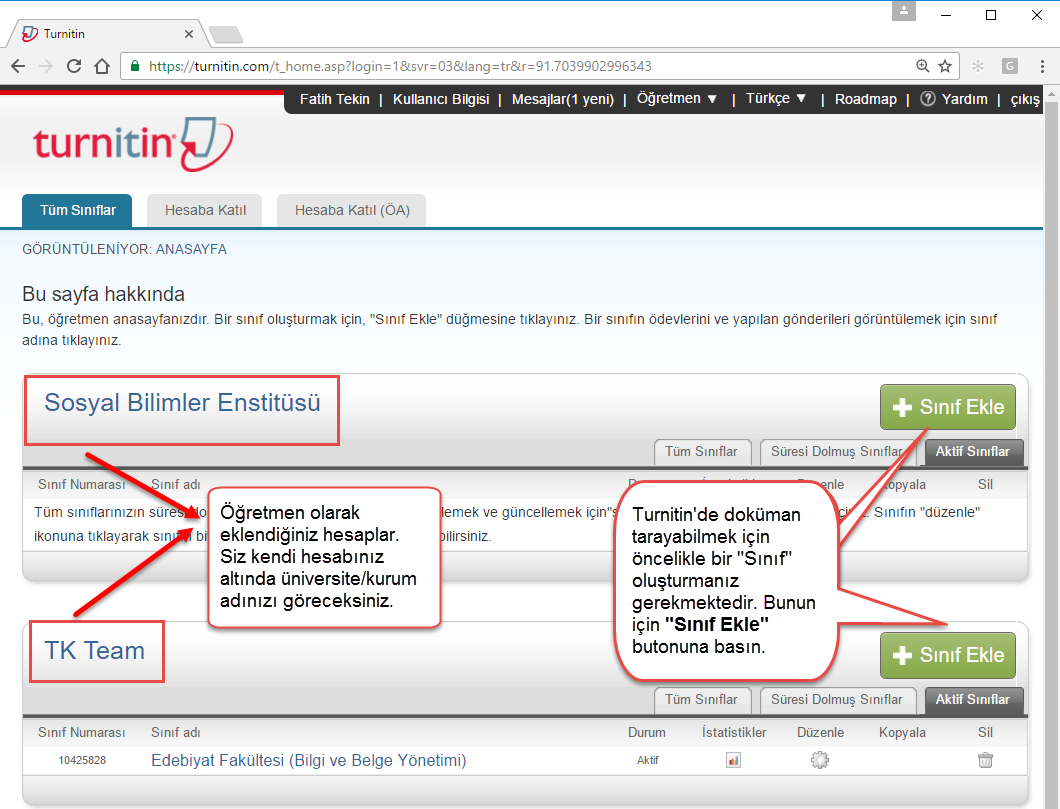 Turnitin
https://turnitin.com/t_home.asp?login=1&svr=03&lang=tr&r=91.7039902996343
G
Fatih Tekin | Kullanıcı Bilgisi | Mesajlar(1 yeni) | Öğretmen ▼ | Türkçe ▼ | Roadmap | ? Yardım | çıkış
turnitin
Tüm Sınıflar Hesaba Katıl Hesaba Katıl (ÖA)
GÖRÜNTÜLENİYOR: ANASAYFA
Bu sayfa hakkında
Bu, öğretmen anasayfanızdır. Bir sınıf oluşturmak için, "Sınıf Ekle" düğmesine tıklayınız. Bir sınıfın ödevlerini ve yapılan gönderileri görüntülemek için sınıf
adına tıklayınız.
Sosyal Bilimler Enstitüsü
Sınıf Ekle
Tüm Sınıflar Süresi Dolmuş Sınıflar Aktif Sınıflar
Sınıf Numarası Sınıf adı Düzenle Kopyala Sil
Tüm sınıflarınızın süresi ve güncellemek için Sınıfın "düzenle"
ikonuna tıklayarak
Öğretmen olarak
eklendiğiniz hesaplar.
Siz kendi hesabınız
altında üniversite/kurum
adınızı göreceksiniz.
Turnitin'de doküman
tarayabilmek için
öncelikle bir "Sınıf"
oluşturmanız
gerekmektedir. Bunun
için "Sınıf Ekle"
butonuna basın.
TK Team
Sınıf Ekle
Tüm Sınıflar Süresi Dolmuş Sınıflar Aktif Sınıflar
Sınıf Numarası Sınıf adı Durum İstatistikler Düzenle Kopyala Sil
10425828 Edebiyat Fakültesi (Bilgi ve Belge Yönetimi) Aktif